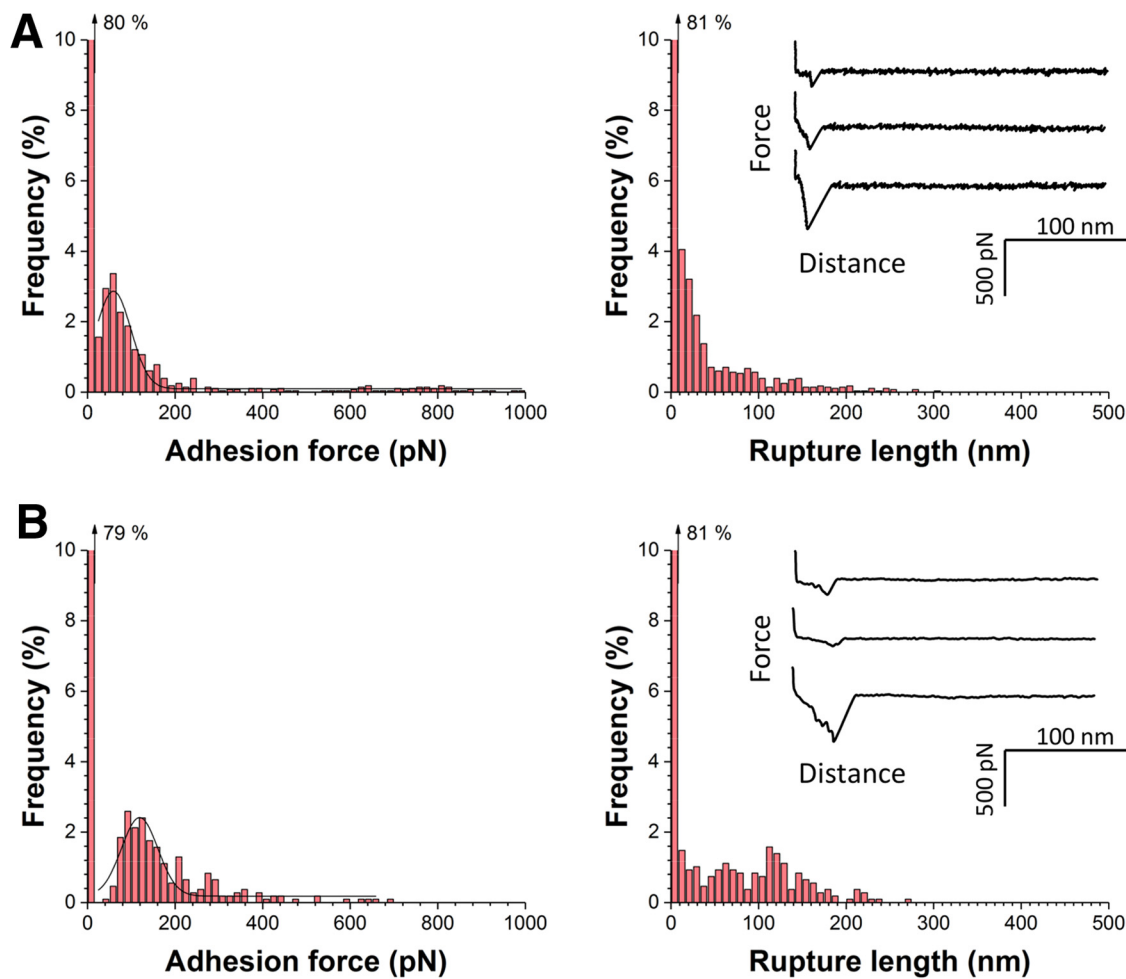 A
80 %
10
8
6
4
2
0
Frequency (%)
0 200 400 600 800 1000
Adhesion force (pN)
81 %
10
8
6
4
2
0
Frequency (%)
Force
Distance
100 nm
500 pN
0 100 200 300 400 500
Rupture length (nm)
B
79 %
10
8
6
4
2
0
Frequency (%)
0 200 400 600 800 1000
Adhesion force (pN)
81 %
10
8
6
4
2
0
Frequency (%)
Force
Distance
100 nm
500 pN
0 100 200 300 400 500
Rupture length (nm)